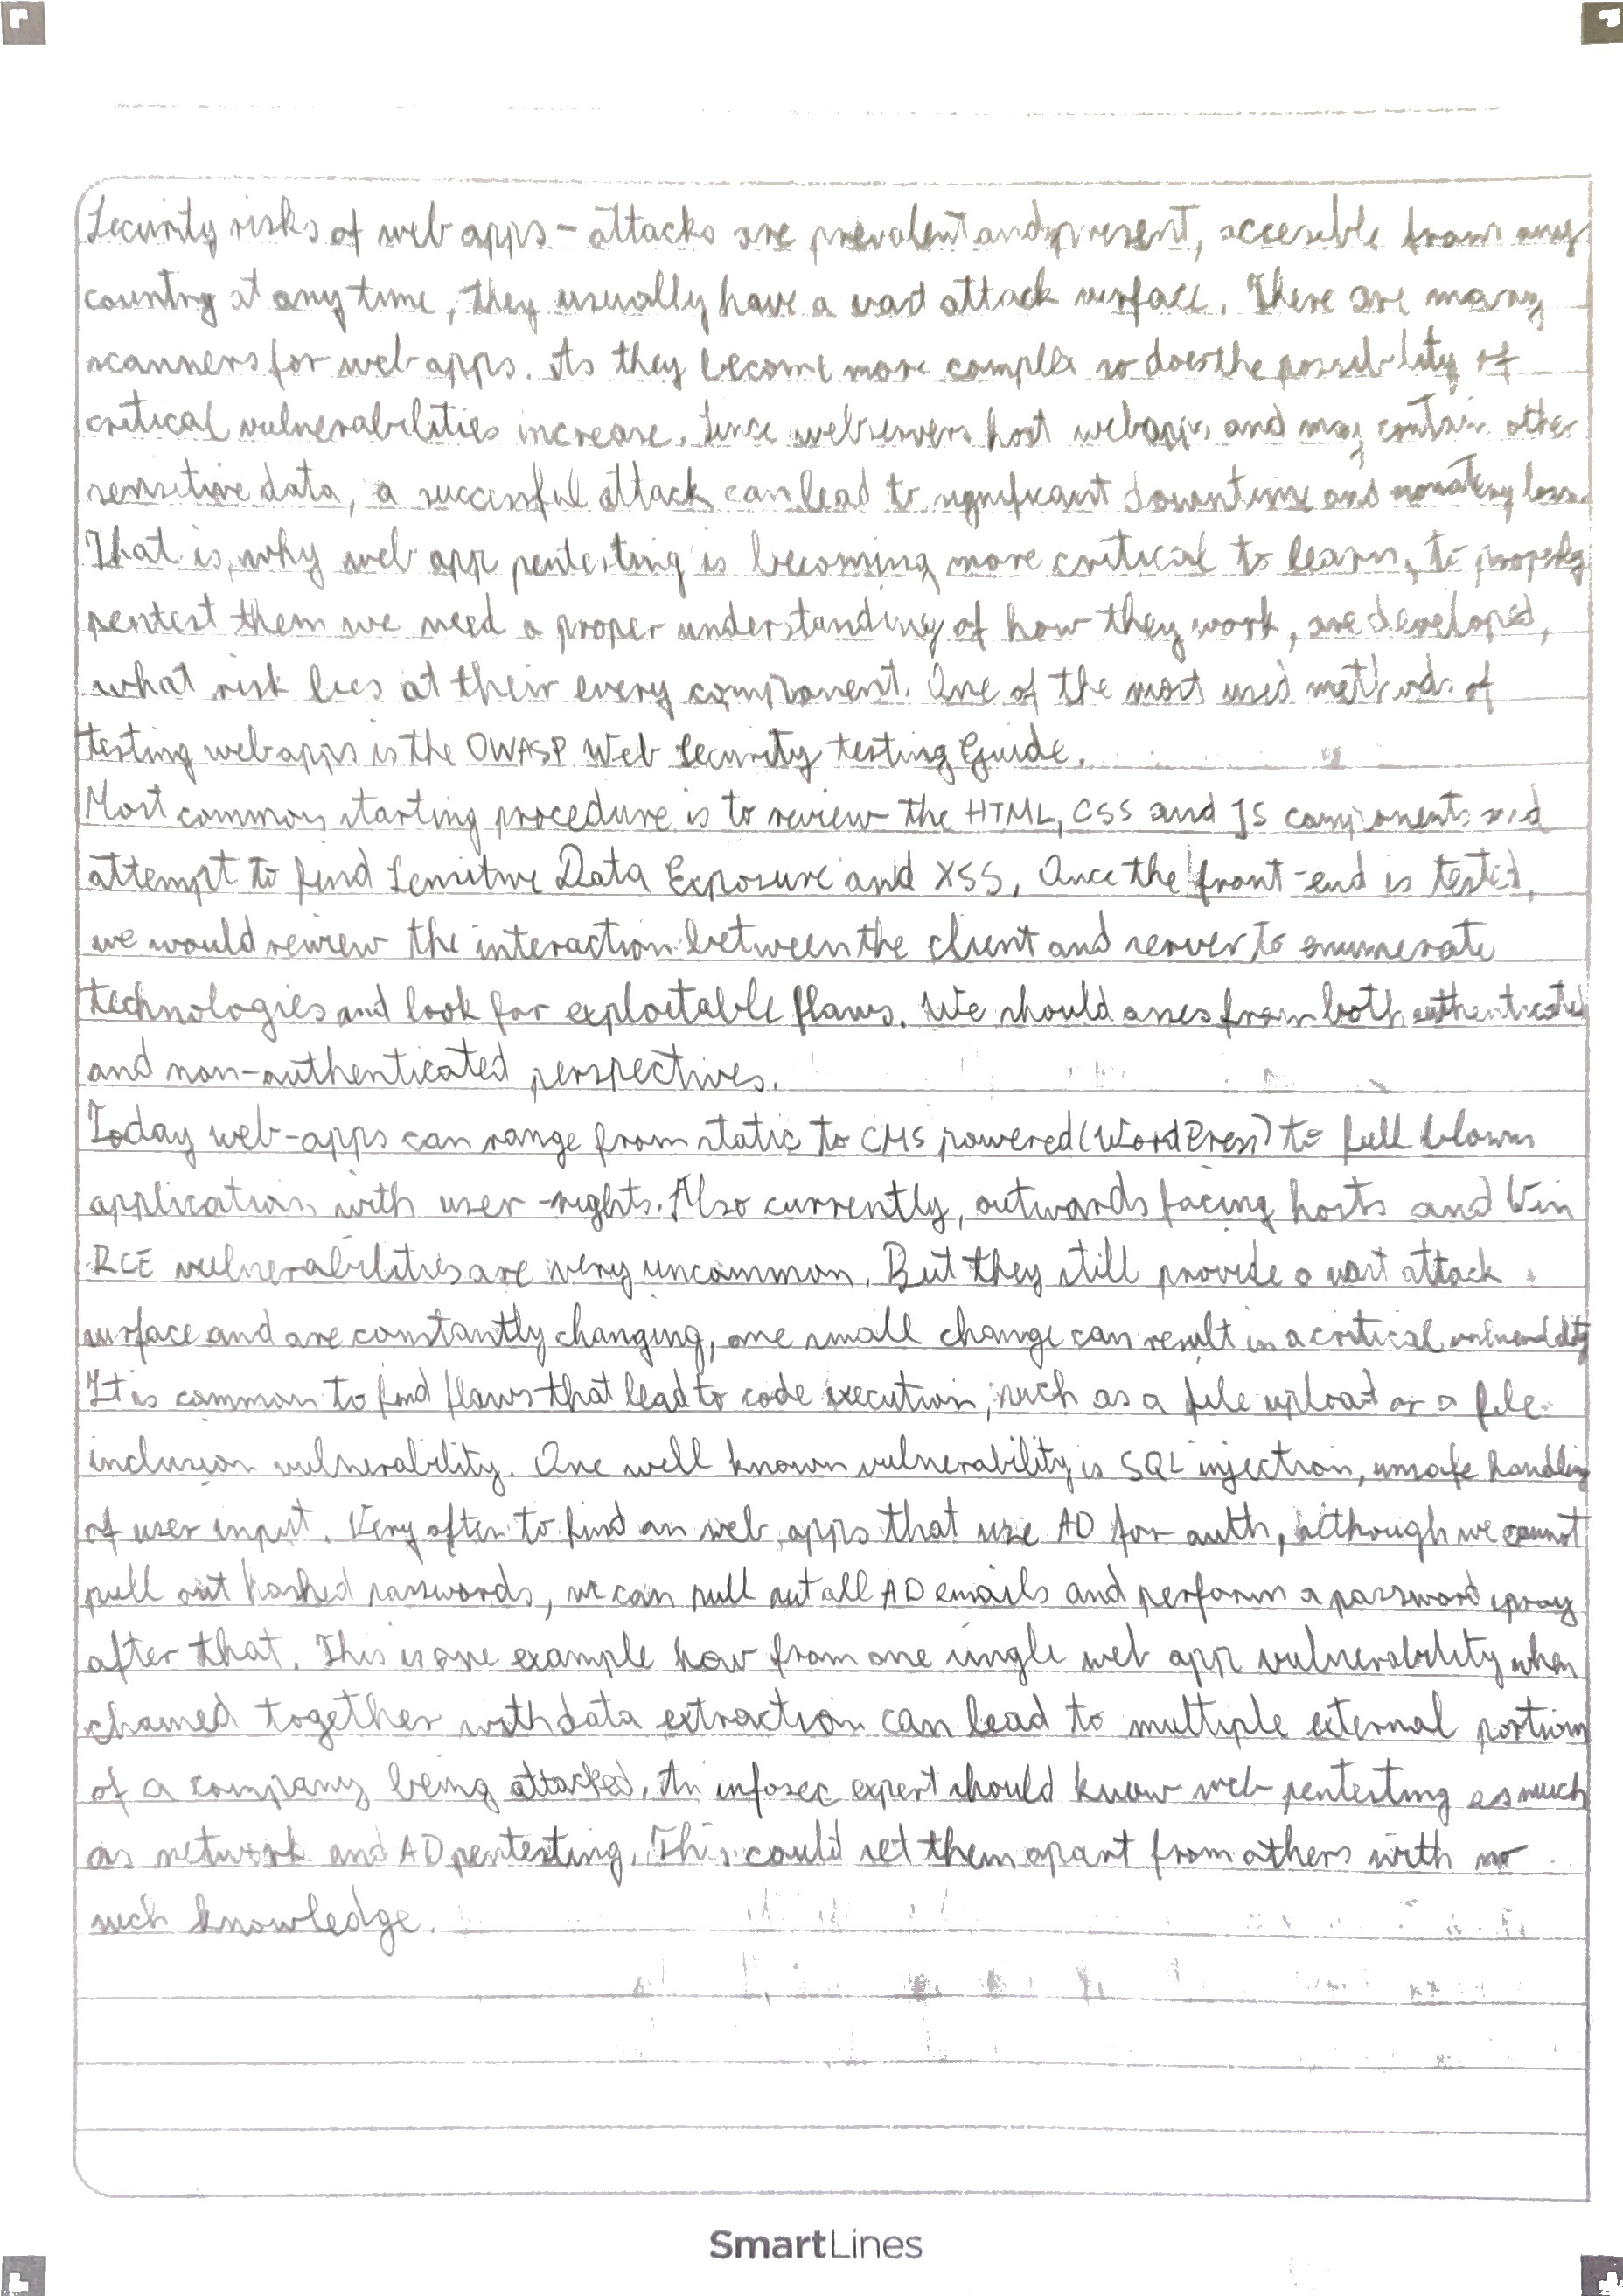 Security risks of web apps - attacks are prevalent and present, accesible from any
country at any time, they usually have a vast attack surface. There are many
scanners for web apps. As they become more complex so does the possibility of
critical vulnerabilities increase. Since webservers host webapps and may contain other
sensitive data, a successful attack can lead to significant downtime and monatery loss.
That is why web app pentesting is becoming more critical to learn, to properly
pentest them we need a proper understanding of how they work, are developed,
what risk lies at their every component. One of the most used methods of
testing web apps is the OWASP Web Security testing Guide.
Most common starting procedure is to review the HTML, CSS and JS components and
attempt to find Sensitive Data Exposure and XSS. Once the front-end is tested,
we would review the interaction between the client and server to enumerate
technologies and look for exploitable flaws. We should asses from both authenticated
and non-authenticated perspectives.
Today web-apps can range from static to CMS powered (WordPress) to full blown
application with user-rights. Also currently, outwards facing hosts and Win
RCE vulnerabilities are very uncommon. But they still provide a vast attack
surface and are constantly changing, one small change can result in a critical vulnerability
It is common to find flaws that lead to code execution, such as a file upload or a file
inclusion vulnerability. One well known vulnerability is SQL injection, unsafe handling
of user input. Very often to find an web apps that use AD for auth, although we cannot
pull out hashed passwords, we can pull out all AD emails and perform a password spray
after that. This is one example how from one single web app vulnerability when
chained together with data extraction can lead to multiple external portions
of a company being attacked. An infosec expert should know web pentesting as much
as network and AD pentesting. This could set them apart from others with no
such knowledge.
SmartLines